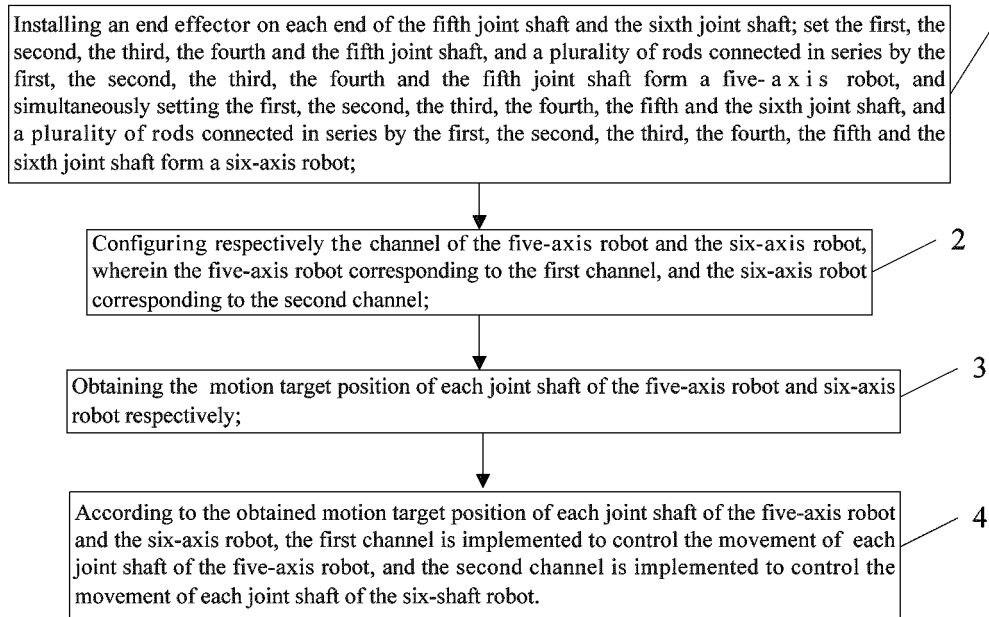 Installing an end effector on each end of the fifth joint shaft and the sixth joint shaft; set the first, the
second, the third, the fourth and the fifth joint shaft, and a plurality of rods connected in series by the
first, the second, the third, the fourth and the fifth joint shaft form a five-axis robot, and
simultaneously setting the first, the second, the third, the fourth, the fifth and the sixth joint shaft, and
a plurality of rods connected in series by the first, the second, the third, the fourth, the fifth and the
sixth joint shaft form a six-axis robot;
Configuring respectively the channel of the five-axis robot and the six-axis robot,
wherein the five-axis robot corresponding to the first channel, and the six-axis robot
corresponding to the second channel;
2
Obtaining the motion target position of each joint shaft of the five-axis robot and six-axis
robot respectively;
3
According to the obtained motion target position of each joint shaft of the five-axis robot
and the six-axis robot, the first channel is implemented to control the movement of each
joint shaft of the five-axis robot, and the second channel is implemented to control the
movement of each joint shaft of the six-shaft robot.
4